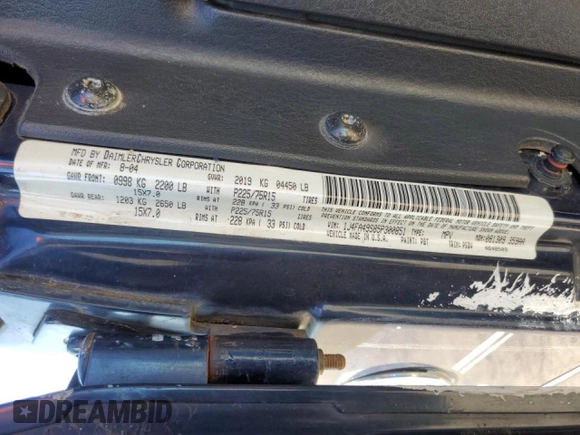 MFD BY DAIMLERCHRYSLER CORPORATION
DATE OF MFR: 8-04
GVWR: 2019 KG 04450 LB
GAWR FRONT: 0998 KG 2200 LB WITH P225/75R15 TIRES
15X7.0 RIMS AT 228 KPA ( 33 PSI) COLD
GAWR REAR: 1203 KG 2650 LB WITH P225/75R15 TIRES
15X7.0 RIMS AT 228 KPA ( 33 PSI) COLD
THIS VEHICLE CONFORMS TO ALL APPLICABLE FEDERAL MOTOR VEHICLE SAFETY AND THEFT
PREVENTION STANDARDS IN EFFECT ON THE DATE OF MANUFACTURE SHOWN ABOVE.
VIN: TYPE: MPV
VEHICLE MADE IN U.S.A. PAINT: TRIM:
DREAMBID